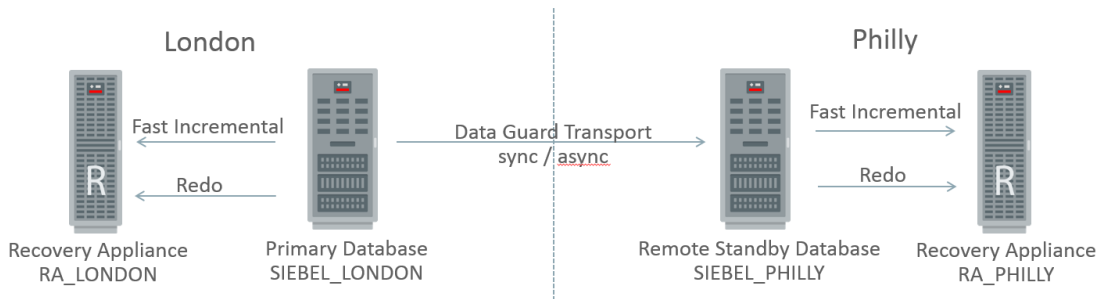 London
Philly
Fast Incremental
Redo
R
Recovery Appliance
RA_LONDON
Primary Database
SIEBEL_LONDON
Data Guard Transport
sync / async
Fast Incremental
Redo
R
Remote Standby Database
SIEBEL_PHILLY
Recovery Appliance
RA_PHILLY